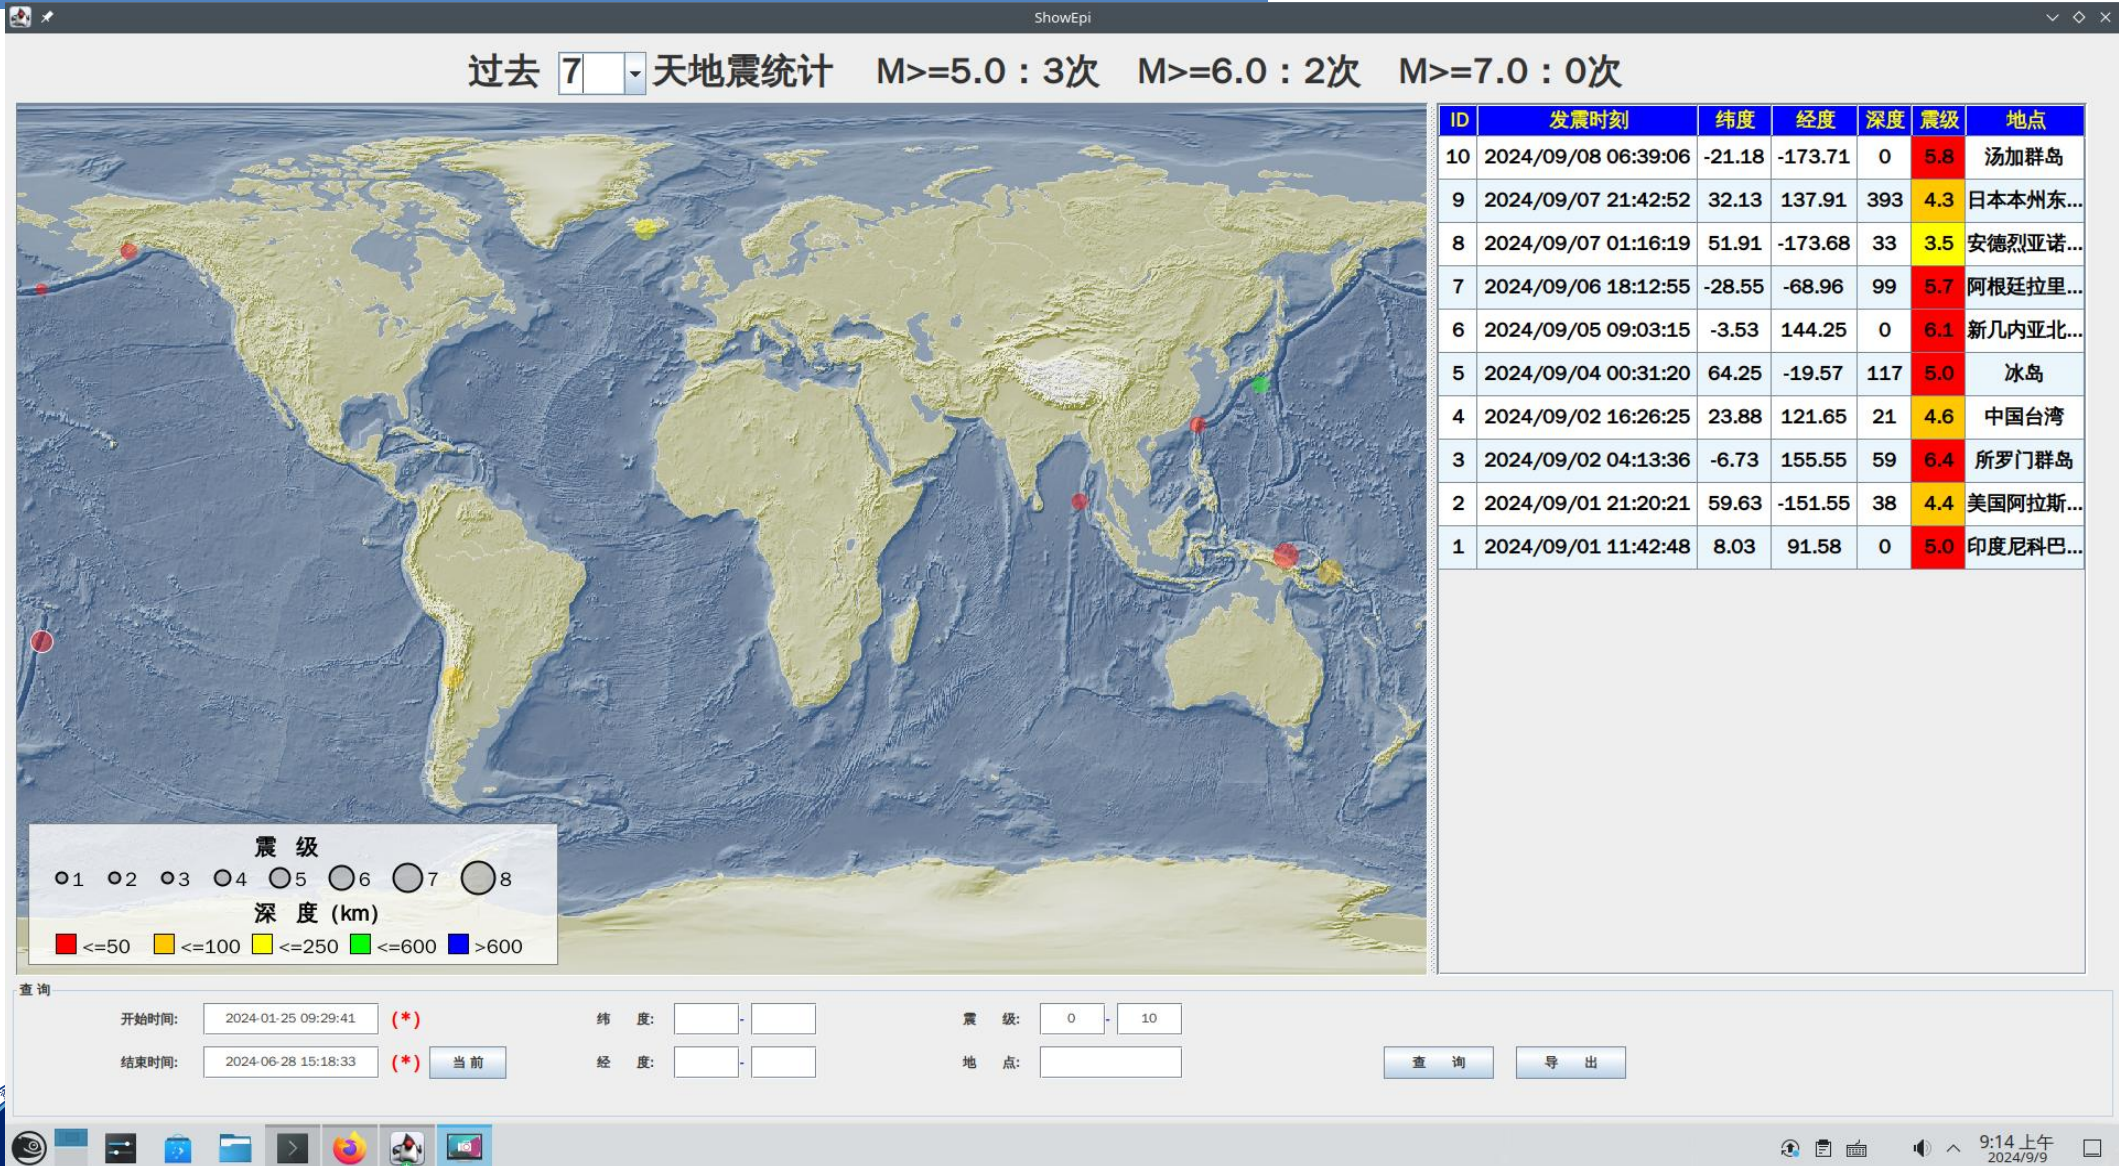 ShowEpi
过去 7 天地震统计 M>=5.0：3次 M>=6.0：2次 M>=7.0：0次
ID 发震时刻 纬度 经度 深度 震级 地点
10 2024/09/08 06:39:06 -21.18 -173.71 0 5.8 汤加群岛
9 2024/09/07 21:42:52 32.13 137.91 393 4.3 日本本州东...
8 2024/09/07 01:16:19 51.91 -173.68 33 3.5 安德烈亚诺...
7 2024/09/06 18:12:55 -28.55 -68.96 99 5.7 阿根廷拉里...
6 2024/09/05 09:03:15 -3.53 144.25 0 6.1 新几内亚北...
5 2024/09/04 00:31:20 64.25 -19.57 117 5.0 冰岛
4 2024/09/02 16:26:25 23.88 121.65 21 4.6 中国台湾
3 2024/09/02 04:13:36 -6.73 155.55 59 6.4 所罗门群岛
2 2024/09/01 21:20:21 59.63 -151.55 38 4.4 美国阿拉斯...
1 2024/09/01 11:42:48 8.03 91.58 0 5.0 印度尼科巴...
震 级
1 2 3 4 5 6 7 8
深 度 (km)
<=50 <=100 <=250 <=600 >600
查 询
开始时间: 2024-01-25 09:29:41 (*) 纬 度: - 震 级: 0 - 10
结束时间: 2024-06-28 15:18:33 (*) 当 前 经 度: - 地 点: 查 询 导 出
9:14 上午
2024/9/9